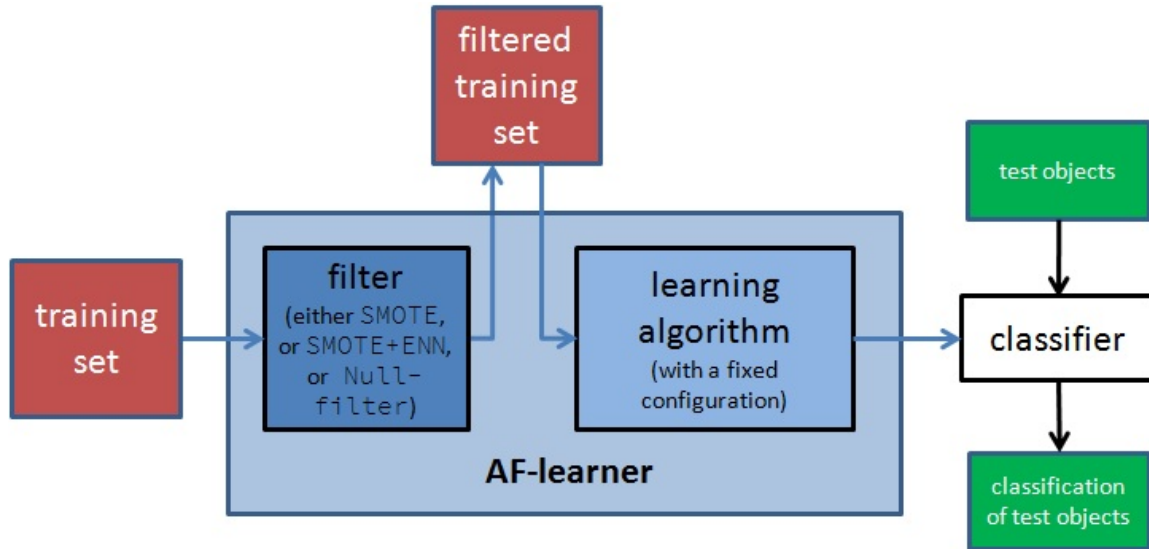 filtered
training
set
test objects
training
set
filter
(either SMOTE,
or SMOTE+ENN,
or Null-
filter)
learning
algorithm
(with a fixed
configuration)
classifier
AF-learner
classification
of test objects